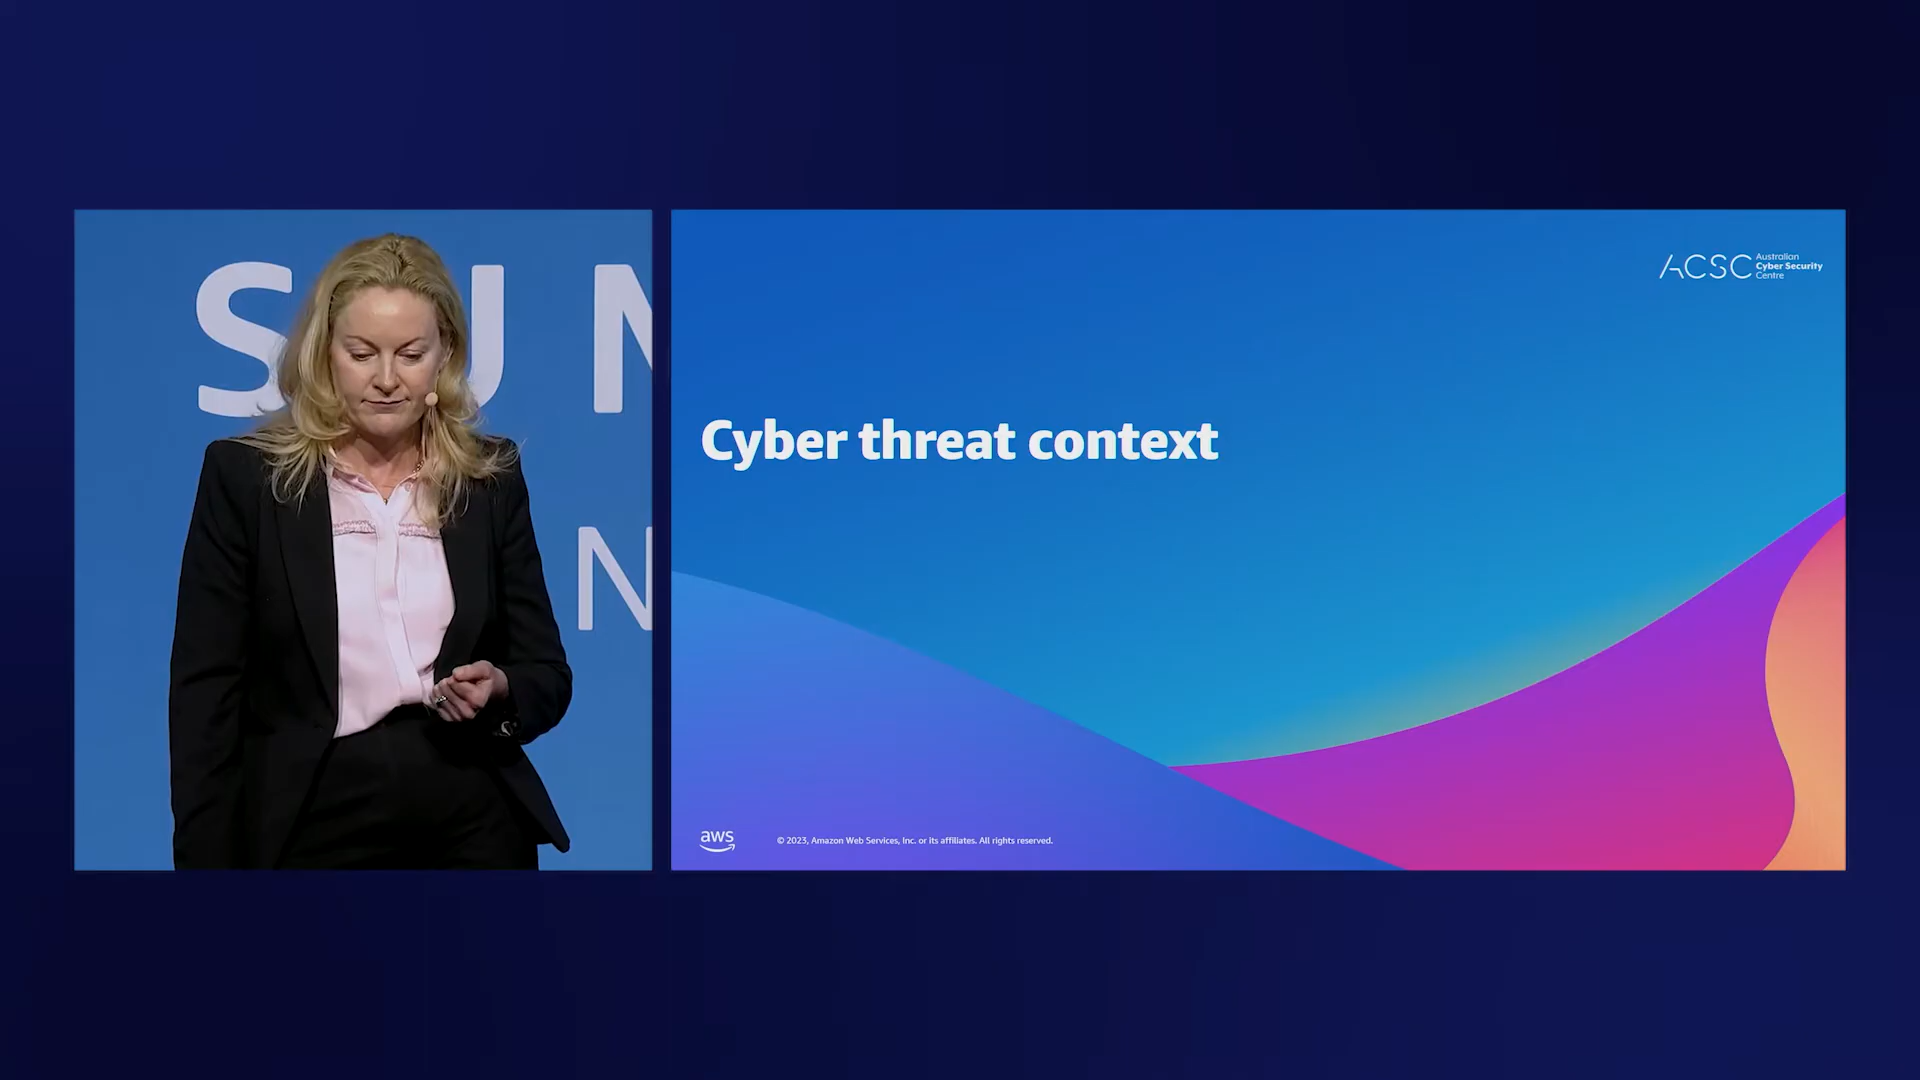 SUM
N
ACSC
Australian
Cyber Security
Centre
Cyber threat context
aws
© 2023, Amazon Web Services, Inc. or its affiliates. All rights reserved.